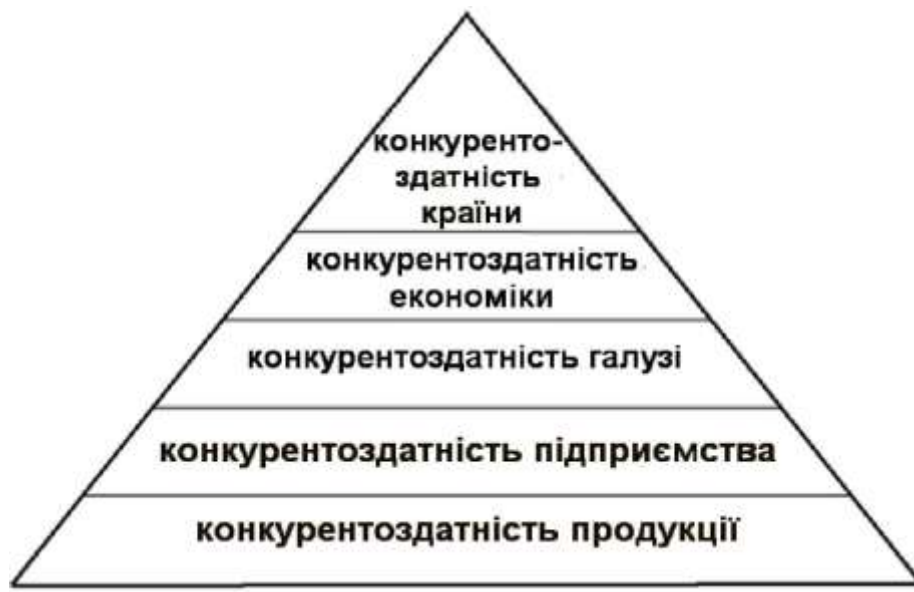 конкуренто-
здатність
країни
конкурентоздатність
економіки
конкурентоздатність галузі
конкурентоздатність підприємства
конкурентоздатність продукції